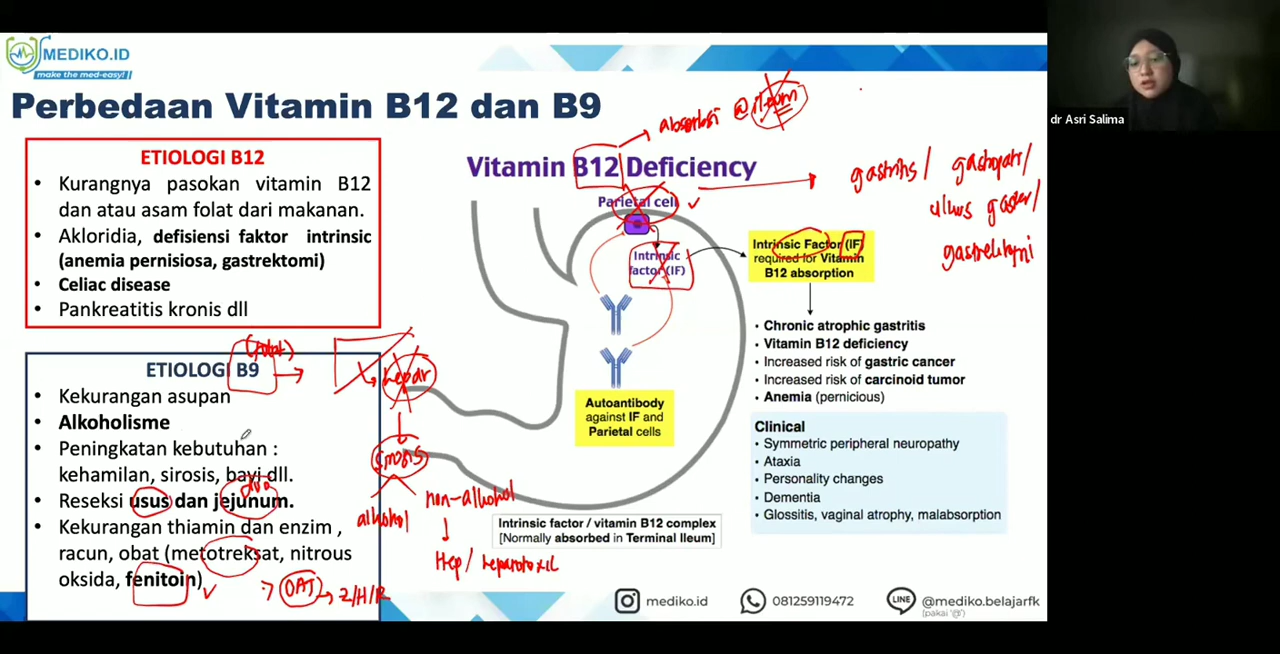 MEDIKO.ID
make the med-easy!
Perbedaan Vitamin B12 dan B9
ETIOLOGI B12
• Kurangnya pasokan vitamin B12
dan atau asam folat dari makanan.
• Akloridia, defisiensi faktor intrinsic
(anemia pernisiosa, gastrektomi)
• Celiac disease
• Pankreatitis kronis dll
ETIOLOGI B9
(folat)
• Kekurangan asupan
• Alkoholisme
• Peningkatan kebutuhan :
kehamilan, sirosis, bayi dll.
• Reseksi usus dan jejunum.
• Kekurangan thiamin dan enzim ,
racun, obat (metotreksat, nitrous
oksida, fenitoin)
OAT → Z/H/R
hepar
sirosis
alkohol
non-alkohol
Hep/ hepatotoxic
absorbsi @ ileum
Vitamin B12 Deficiency
Parietal cell
Intrinsic
factor (IF)
gastritis/ gastropati/
ulkus gaster/
gastrektomi
Intrinsic Factor (IF)
required for Vitamin
B12 absorption
Autoantibody
against IF and
Parietal cells
• Chronic atrophic gastritis
• Vitamin B12 deficiency
• Increased risk of gastric cancer
• Increased risk of carcinoid tumor
• Anemia (pernicious)
Clinical
• Symmetric peripheral neuropathy
• Ataxia
• Personality changes
• Dementia
• Glossitis, vaginal atrophy, malabsorption
Intrinsic factor / vitamin B12 complex
[Normally absorbed in Terminal Ileum]
mediko.id
081259119472
LINE
@mediko.belajarfk
(pakai '@')
dr Asri Salima